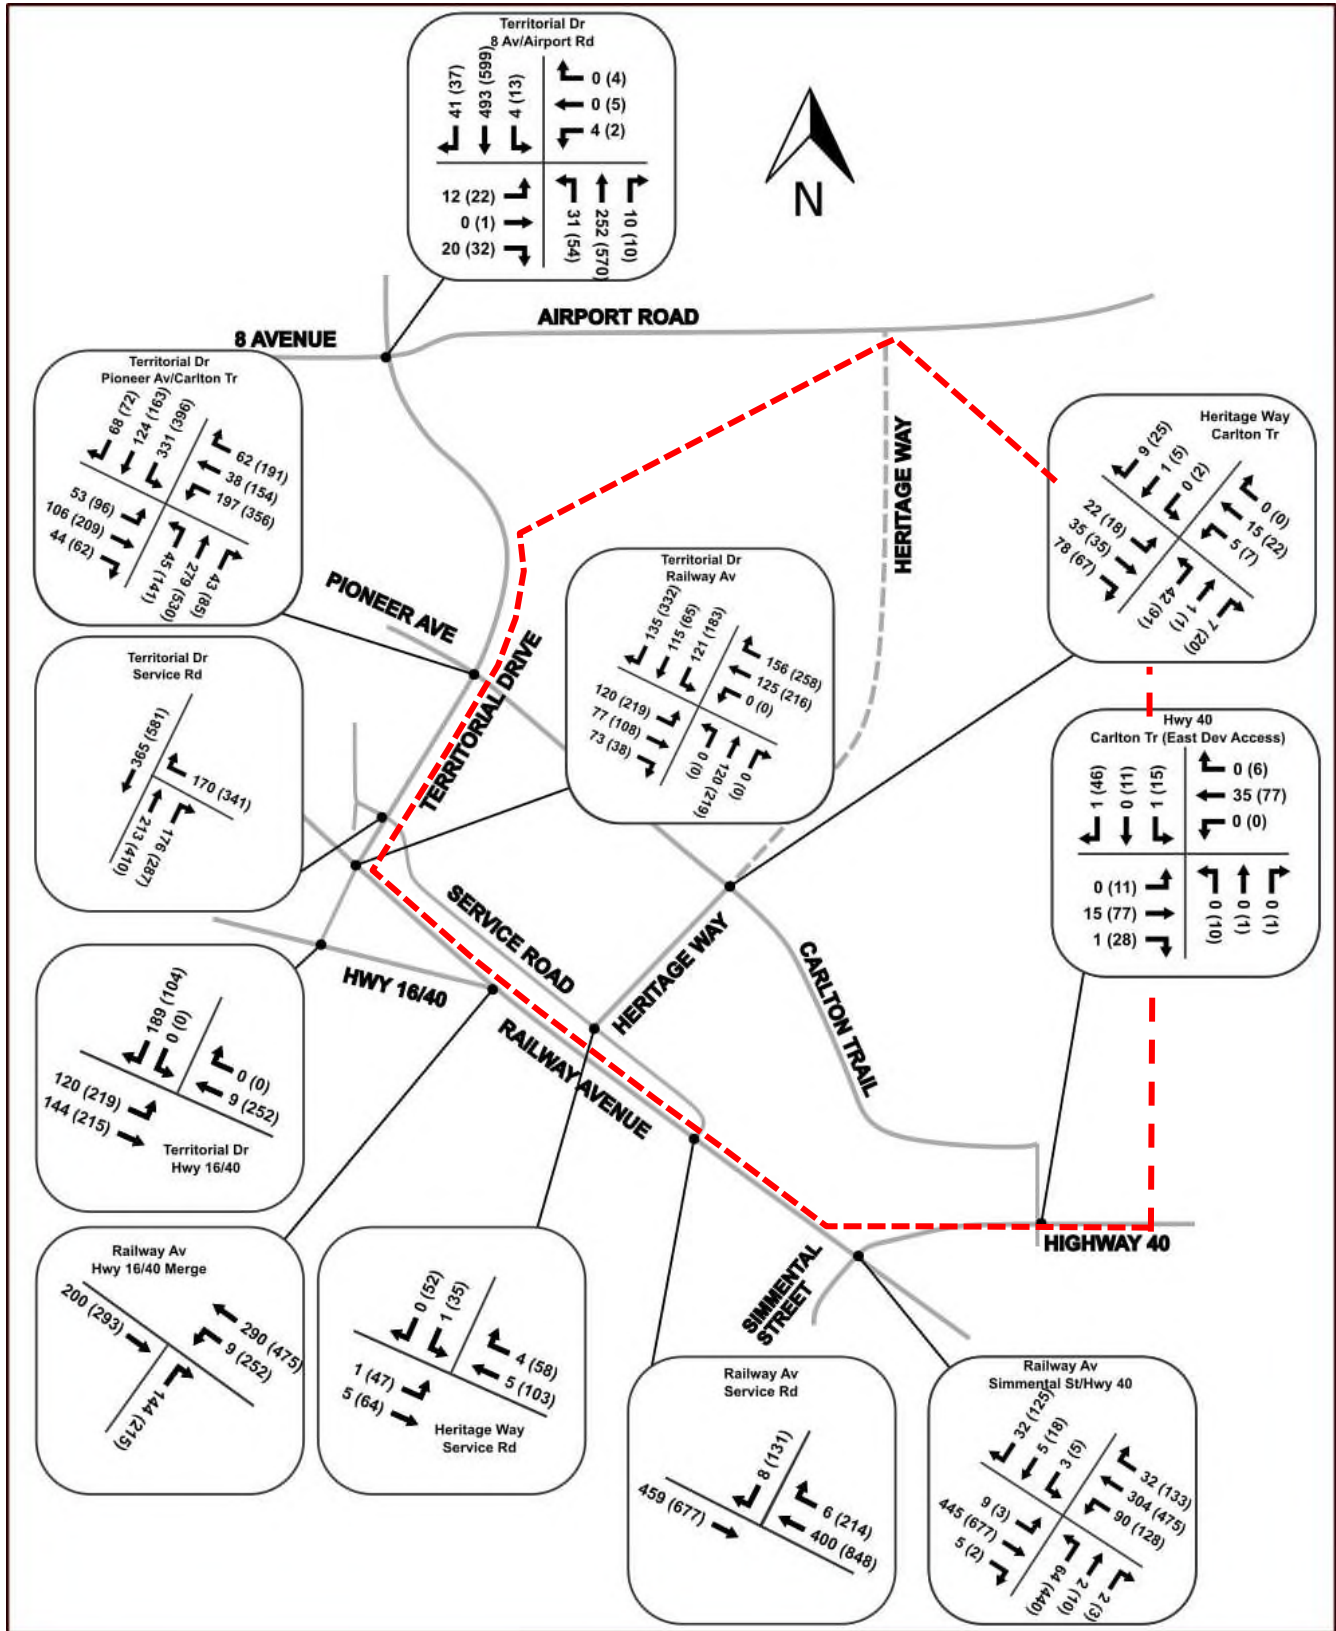 Territorial Dr
8 Av/Airport Rd
41 (37)
493 (599)
4 (13)
0 (4)
0 (5)
4 (2)
12 (22)
0 (1)
20 (32)
31 (54)
252 (570)
10 (10)
N
AIRPORT ROAD
8 AVENUE
Territorial Dr
Pioneer Av/Carlton Tr
68 (72)
124 (163)
331 (396)
62 (191)
38 (154)
197 (356)
53 (96)
106 (209)
44 (62)
45 (141)
279 (530)
43 (85)
HERITAGE WAY
Heritage Way
Carlton Tr
9 (25)
1 (5)
0 (2)
0 (0)
15 (22)
5 (7)
22 (18)
35 (35)
78 (67)
42 (91)
1 (1)
7 (20)
PIONEER AVE
TERRITORIAL DRIVE
Territorial Dr
Railway Av
135 (332)
115 (65)
121 (183)
156 (258)
125 (216)
0 (0)
120 (219)
77 (108)
73 (38)
0 (0)
120 (219)
0 (0)
Territorial Dr
Service Rd
365 (581)
170 (341)
213 (410)
176 (287)
Hwy 40
Carlton Tr (East Dev Access)
1 (46)
0 (11)
1 (15)
0 (6)
35 (77)
0 (0)
0 (11)
15 (77)
1 (28)
0 (10)
0 (1)
0 (1)
SERVICE ROAD
HERITAGE WAY
CARLTON TRAIL
HWY 16/40
RAILWAY AVENUE
189 (104)
0 (0)
0 (0)
9 (252)
120 (219)
144 (215)
Territorial Dr
Hwy 16/40
HIGHWAY 40
SIMMENTAL
STREET
Railway Av
Hwy 16/40 Merge
200 (293)
290 (475)
9 (252)
144 (215)
0 (52)
1 (35)
4 (58)
5 (103)
1 (47)
5 (64)
Heritage Way
Service Rd
Railway Av
Service Rd
8 (131)
459 (677)
6 (214)
400 (848)
Railway Av
Simmental St/Hwy 40
32 (125)
5 (18)
3 (5)
32 (133)
304 (475)
90 (128)
9 (3)
445 (677)
5 (2)
64 (440)
2 (10)
2 (3)